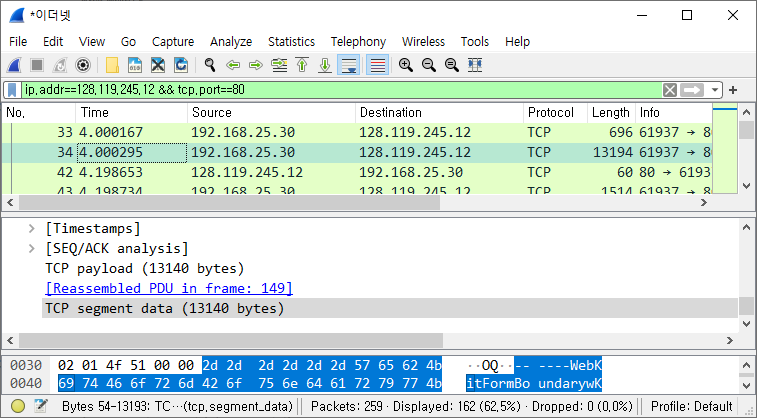 *이더넷
File Edit View Go Capture Analyze Statistics Telephony Wireless Tools Help
ip.addr==128.119.245.12 && tcp.port==80
No. Time Source Destination Protocol Length Info
33 4.000167 192.168.25.30 128.119.245.12 TCP 696 61937 → 8
34 4.000295 192.168.25.30 128.119.245.12 TCP 13194 61937 → 8
42 4.198653 128.119.245.12 192.168.25.30 TCP 60 80 → 6193
43 4.198734 192.168.25.30 128.119.245.12 TCP 1514 61937 → 8
[Timestamps]
[SEQ/ACK analysis]
TCP payload (13140 bytes)
[Reassembled PDU in frame: 149]
TCP segment data (13140 bytes)
0030 02 01 4f 51 00 00 2d 2d 2d 2d 2d 2d 57 65 62 4b ··OQ··-- ----WebK
0040 69 74 46 6f 72 6d 42 6f 75 6e 64 61 72 79 77 4b itFormBo undarywK
Bytes 54-13193: TC…(tcp.segment_data) Packets: 259 · Displayed: 162 (62.5%) · Dropped: 0 (0.0%) Profile: Default